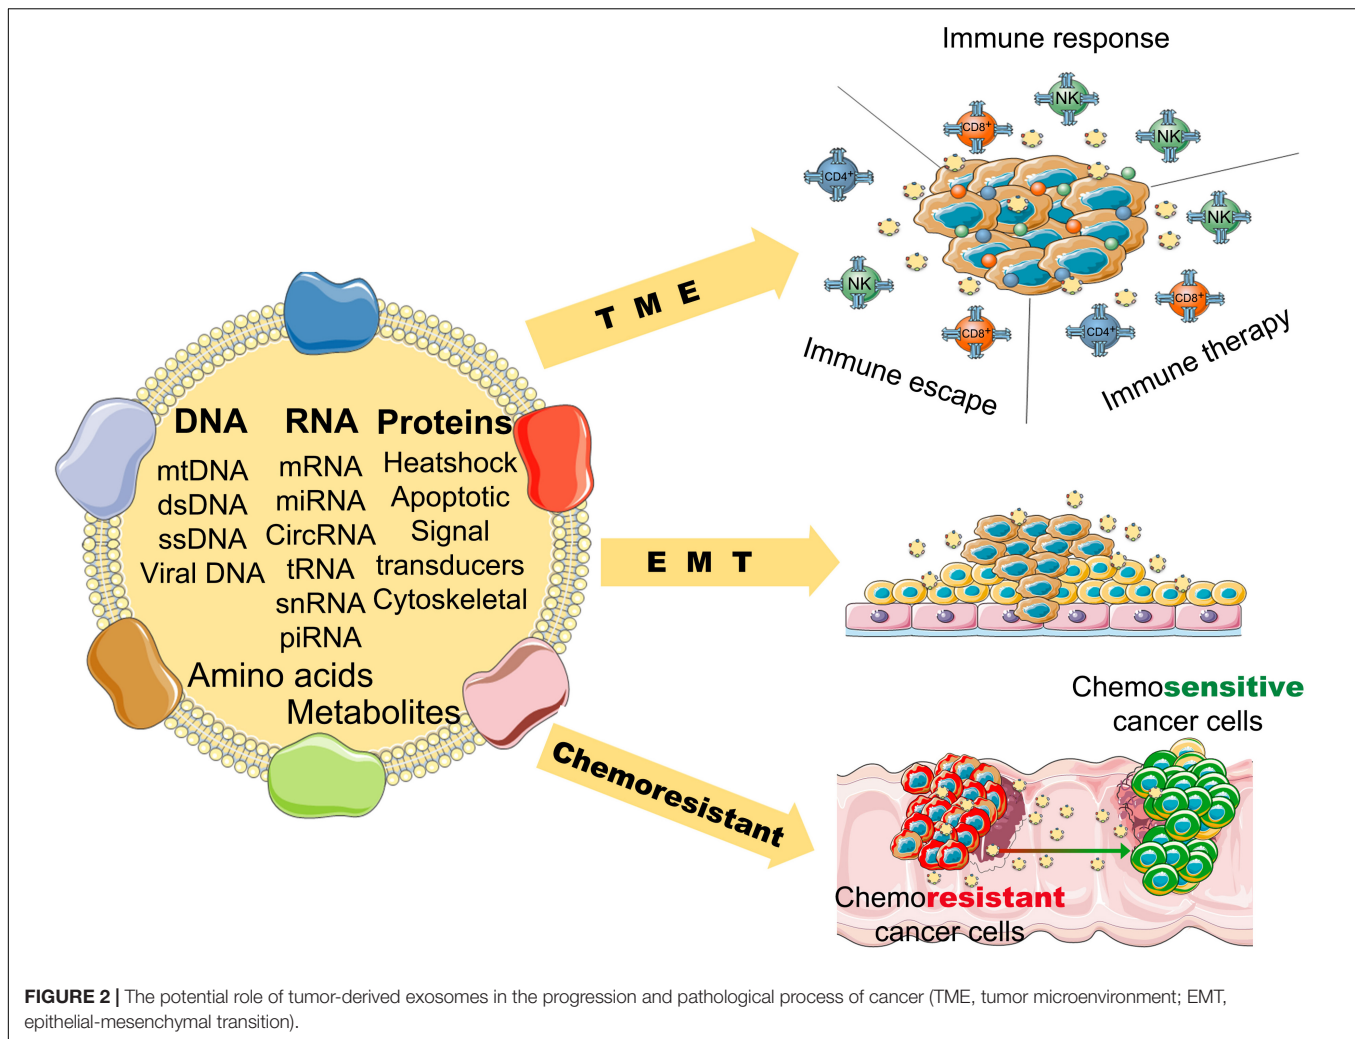 Immune response
NK
CD8+
NK
CD4+
NK
NK
CD8+
CD8+
CD4+
Immune escape
Immune therapy
T M E
DNA
mtDNA
dsDNA
ssDNA
Viral DNA
RNA
mRNA
miRNA
CircRNA
tRNA
snRNA
piRNA
Proteins
Heatshock
Apoptotic
Signal
transducers
Cytoskeletal
Amino acids
Metabolites
E M T
Chemoresistant
Chemosensitive
cancer cells
Chemoresistant
cancer cells
FIGURE 2 | The potential role of tumor-derived exosomes in the progression and pathological process of cancer (TME, tumor microenvironment; EMT,
epithelial-mesenchymal transition).